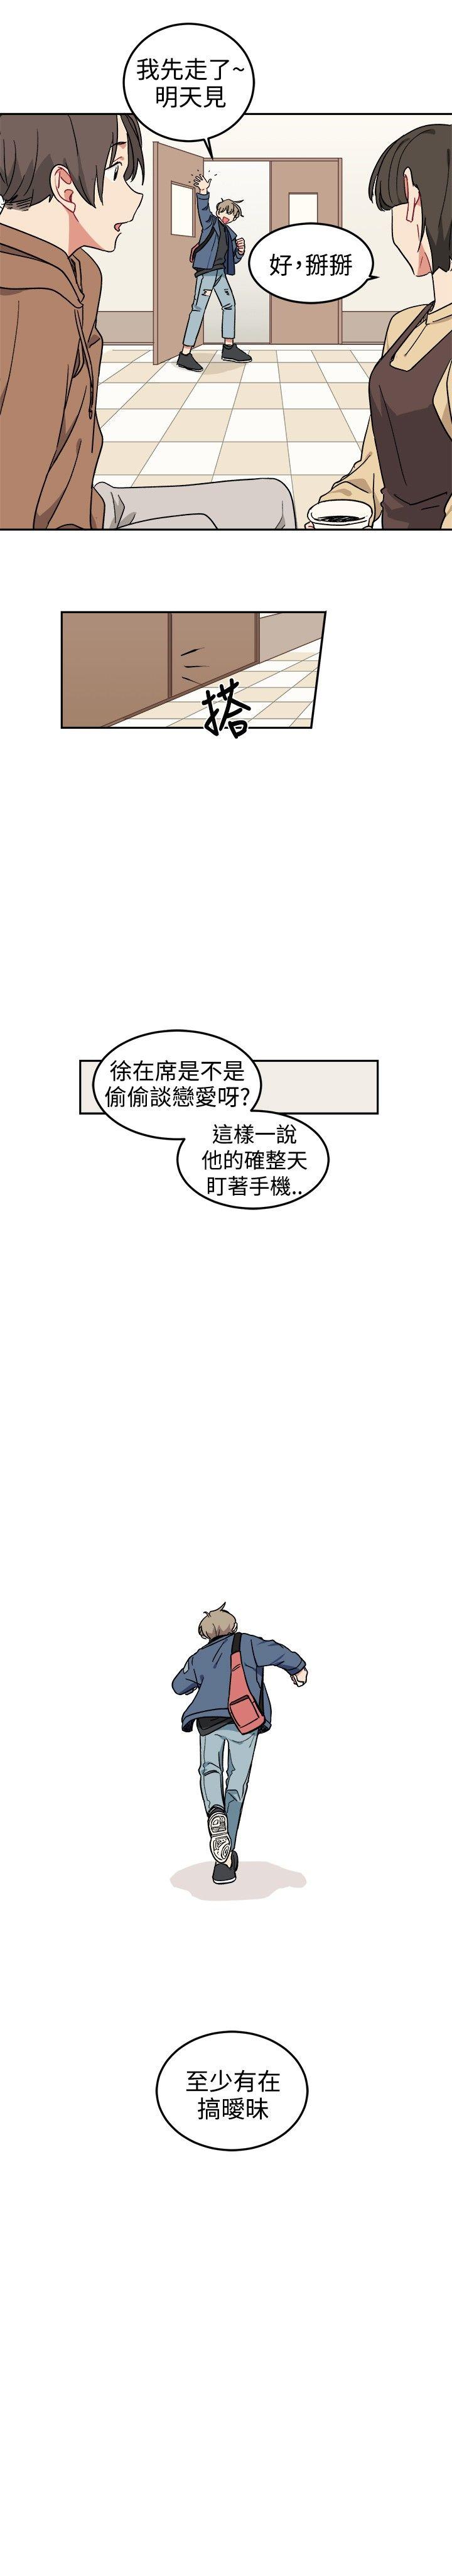 我先走了~
明天見
好，掰掰
搭
徐在席是不是
偷偷談戀愛呀?
這樣一說
他的確整天
盯著手機..
至少有在
搞曖昧